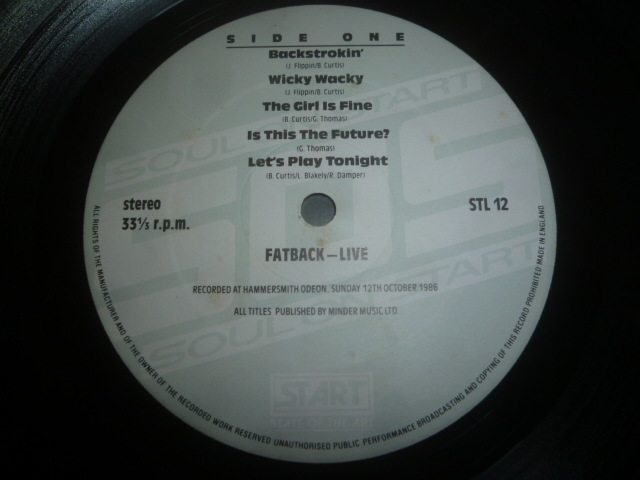 SIDE ONE
Backstrokin'
(J. Flippin/B. Curtis)
Wicky Wacky
(J. Flippin/B. Curtis)
The Girl Is Fine
(B. Curtis/G. Thomas)
Is This The Future?
(G. Thomas)
Let's Play Tonight
(B. Curtis/L. Blakely/R. Damper)
stereo
33⅓ r.p.m.
STL 12
FATBACK–LIVE
RECORDED AT HAMMERSMITH ODEON, SUNDAY 12TH OCTOBER 1986
ALL TITLES PUBLISHED BY MINDER MUSIC LTD.
SOUL ON START
SOS
SOUL ON START
START
ALL RIGHTS OF THE MANUFACTURER AND OF THE OWNER OF THE RECORDED WORK RESERVED UNAUTHORISED PUBLIC PERFORMANCE BROADCASTING AND COPYING OF THIS RECORD PROHIBITED MADE IN ENGLAND